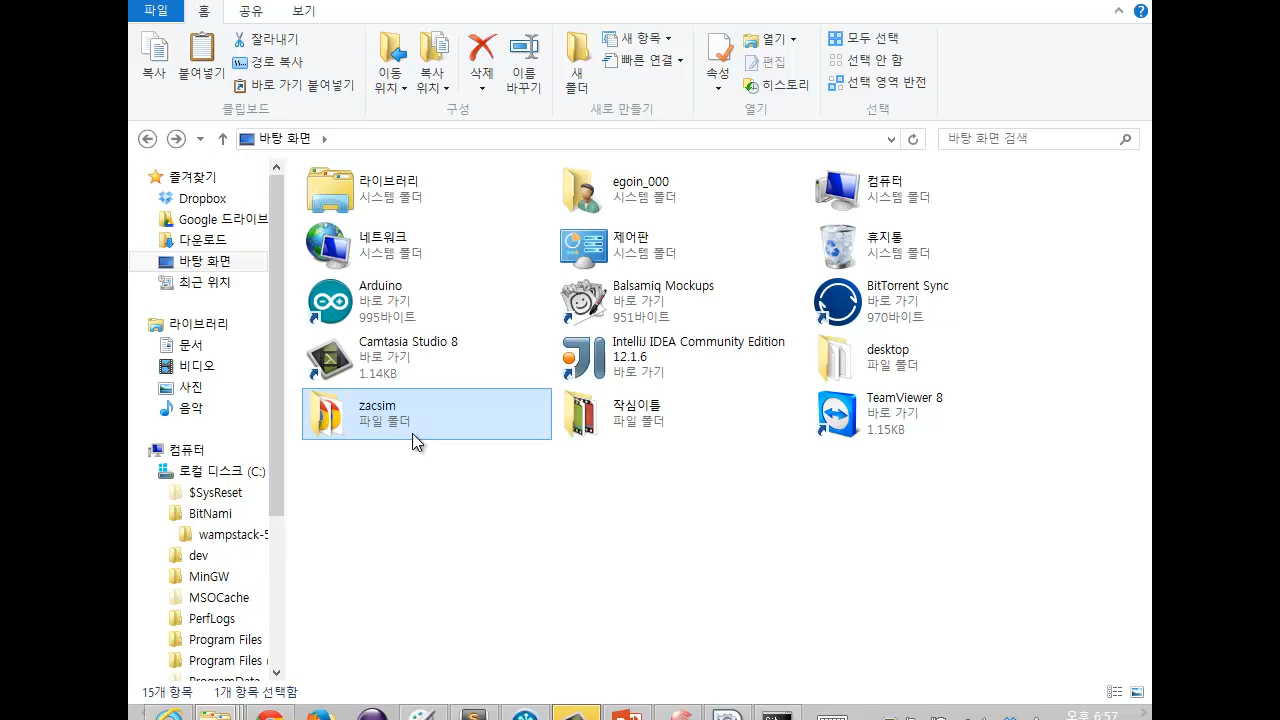 파일
홈
공유
보기
복사
붙여넣기
잘라내기
경로 복사
바로 가기 붙여넣기
클립보드
이동
위치
복사
위치
삭제
이름
바꾸기
구성
새
폴더
새 항목
빠른 연결
새로 만들기
속성
열기
편집
히스토리
열기
모두 선택
선택 안 함
선택 영역 반전
선택
바탕 화면
바탕 화면 검색
즐겨찾기
Dropbox
Google 드라이브
다운로드
바탕 화면
최근 위치
라이브러리
문서
비디오
사진
음악
컴퓨터
로컬 디스크 (C:)
$SysReset
BitNami
wampstack-5
dev
MinGW
MSOCache
PerfLogs
Program Files
Program Files (
ProgramData
라이브러리
시스템 폴더
egoin_000
시스템 폴더
컴퓨터
시스템 폴더
네트워크
시스템 폴더
제어판
시스템 폴더
휴지통
시스템 폴더
Arduino
바로 가기
995바이트
Balsamiq Mockups
바로 가기
951바이트
BitTorrent Sync
바로 가기
970바이트
Camtasia Studio 8
바로 가기
1.14KB
IntelliJ IDEA Community Edition
12.1.6
바로 가기
desktop
파일 폴더
zacsim
파일 폴더
작심이틀
파일 폴더
TeamViewer 8
바로 가기
1.15KB
15개 항목
1개 항목 선택함
오후 6:57